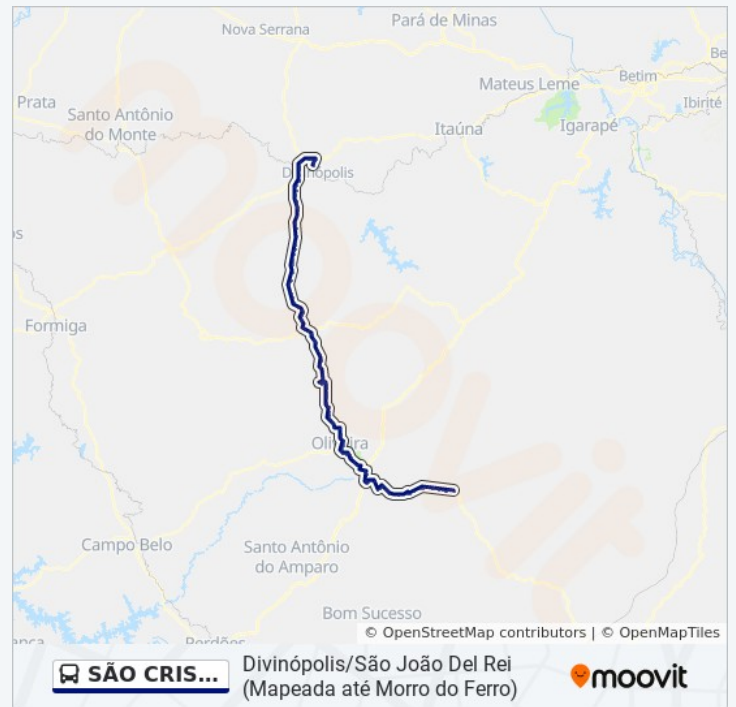 Pará de Minas
Nova Serrana
Be
Mateus Leme
Betim
Prata
Santo Antônio
do Monte
Ibirité
Itaúna
Igarapé
Divinópolis
os
Formiga
Oliveira
Campo Belo
Santo Antônio
do Amparo
Bom Sucesso
Perdões
moovit
© OpenStreetMap contributors | © OpenMapTiles
SÃO CRIS...
Divinópolis/São João Del Rei
(Mapeada até Morro do Ferro)
moovit